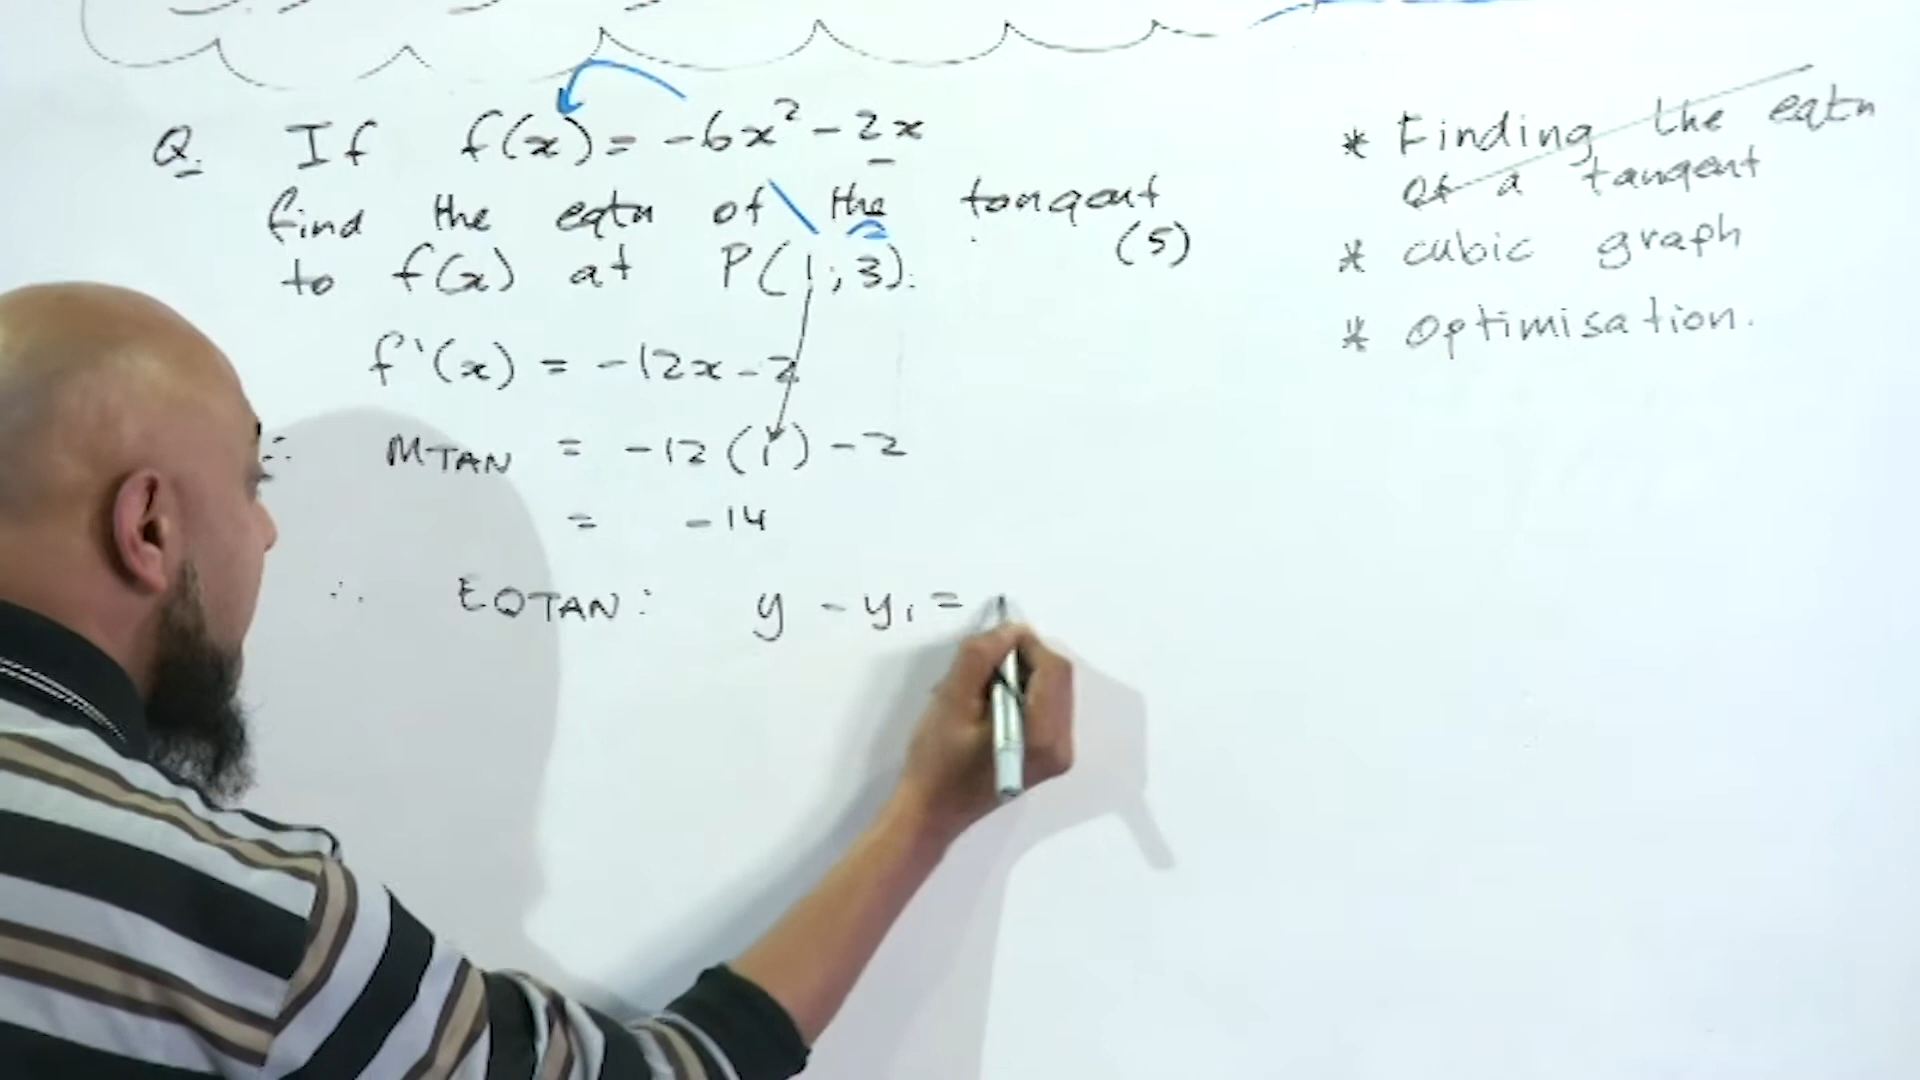 Q. If f(x) = -6x² - 2x
find the eqtn of the tangent
to f(x) at P(1; 3). (5)
f'(x) = -12x - 2
∴ MTAN = -12(1) - 2
= -14
∴ EQTAN: y - y₁ =
* Finding the eqtn
of a tangent
* cubic graph
* Optimisation.